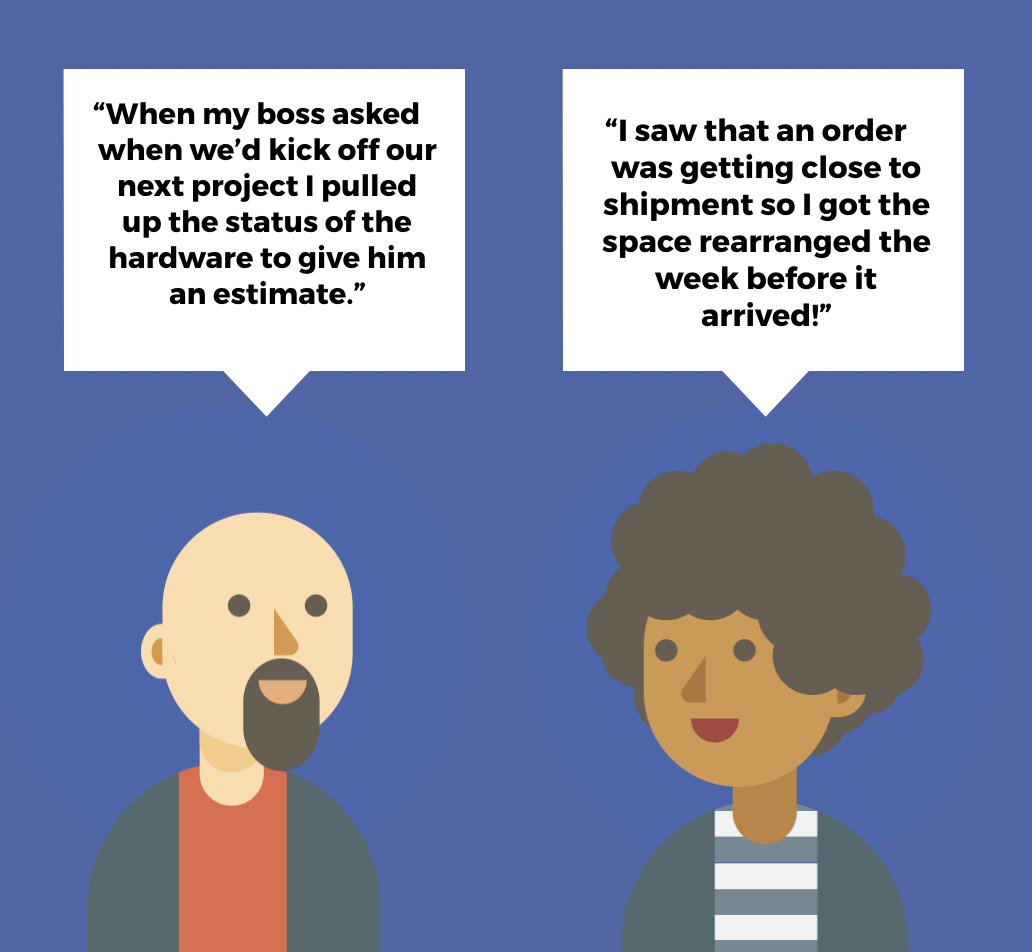 “When my boss asked
when we’d kick off our
next project I pulled
up the status of the
hardware to give him
an estimate.”
“I saw that an order
was getting close to
shipment so I got the
space rearranged the
week before it
arrived!”